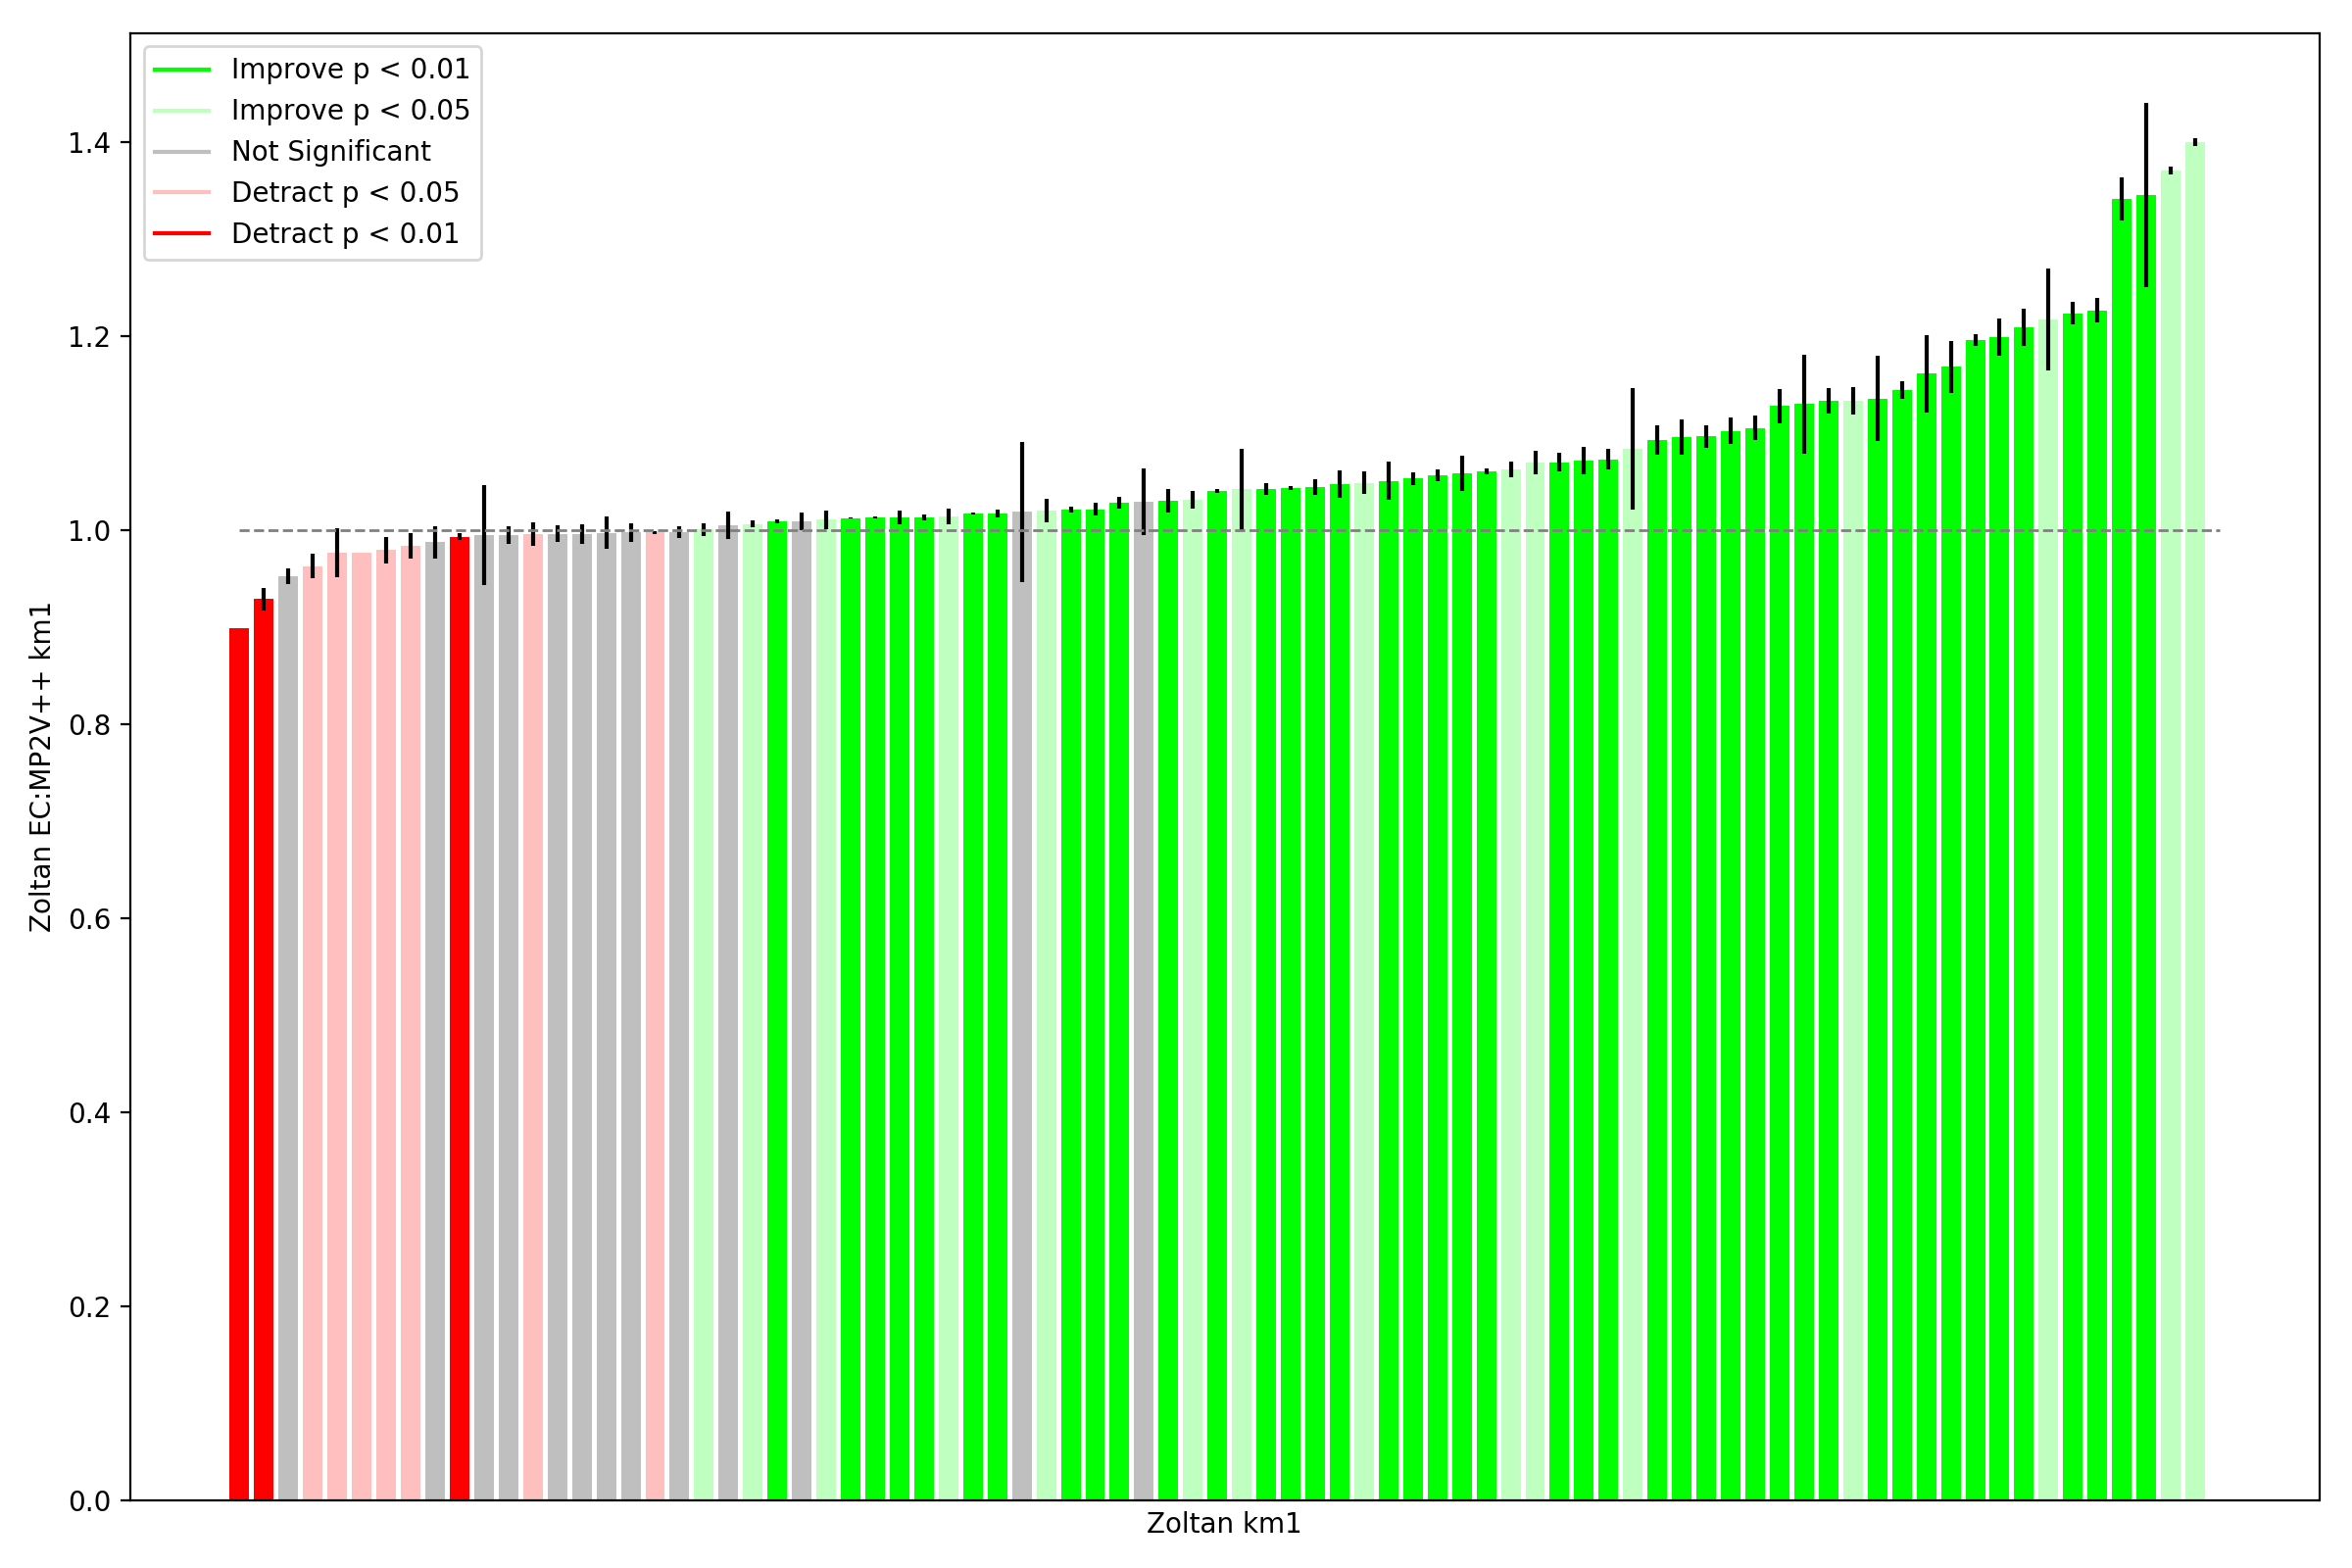 Improve p < 0.01
Improve p < 0.05
Not Significant
Detract p < 0.05
Detract p < 0.01
1.4
1.2
1.0
0.8
0.6
0.4
0.2
0.0
Zoltan EC:MP2V++ km1
Zoltan km1